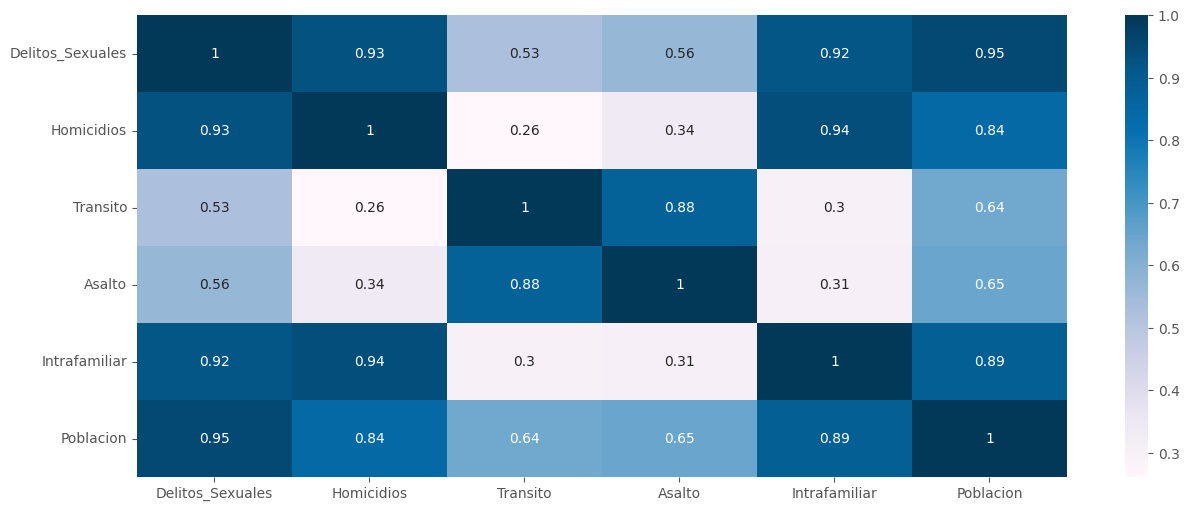 Delitos_Sexuales 1 0.93 0.53 0.56 0.92 0.95
Homicidios 0.93 1 0.26 0.34 0.94 0.84
Transito 0.53 0.26 1 0.88 0.3 0.64
Asalto 0.56 0.34 0.88 1 0.31 0.65
Intrafamiliar 0.92 0.94 0.3 0.31 1 0.89
Poblacion 0.95 0.84 0.64 0.65 0.89 1
Delitos_Sexuales Homicidios Transito Asalto Intrafamiliar Poblacion
1.0
0.9
0.8
0.7
0.6
0.5
0.4
0.3